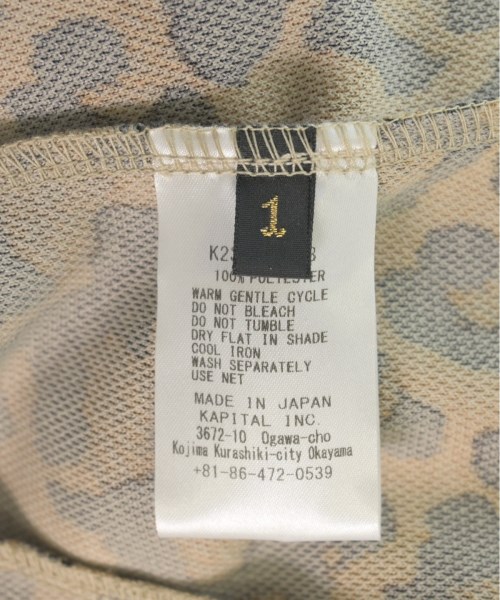 1
100% POLYESTER
WARM GENTLE CYCLE
DO NOT BLEACH
DO NOT TUMBLE
DRY FLAT IN SHADE
COOL IRON
WASH SEPARATELY
USE NET
MADE IN JAPAN
KAPITAL INC.
3672-10 Ogawa-cho
Kojima Kurashiki-city Okayama
+81-86-472-0539